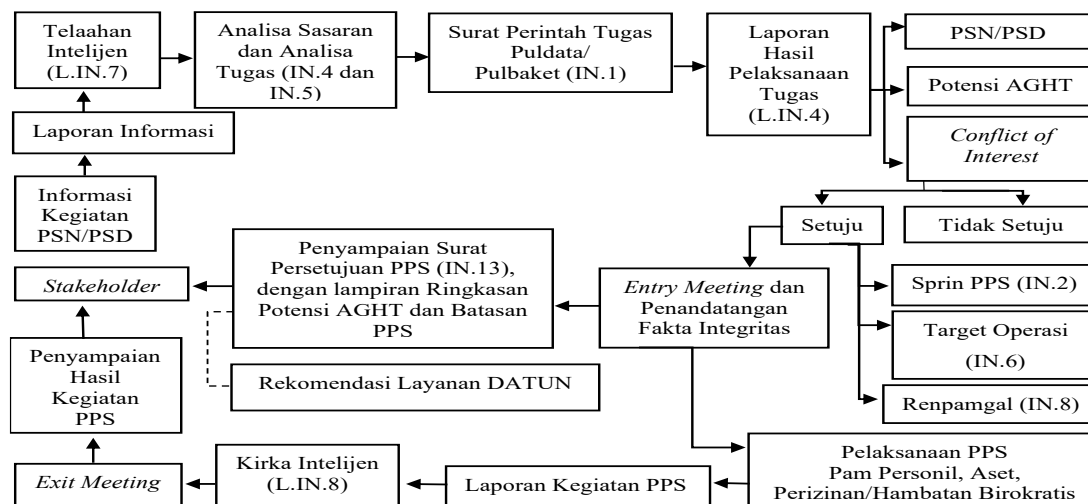 Telaahan
Intelijen
(L.IN.7)
Analisa Sasaran
dan Analisa
Tugas (IN.4 dan
IN.5)
Surat Perintah Tugas
Puldata/
Pulbaket (IN.1)
Laporan
Hasil
Pelaksanaan
Tugas
(L.IN.4)
PSN/PSD
Potensi AGHT
Conflict of
Interest
Laporan Informasi
Informasi
Kegiatan
PSN/PSD
Setuju
Tidak Setuju
Stakeholder
Penyampaian Surat
Persetujuan PPS (IN.13),
dengan lampiran Ringkasan
Potensi AGHT dan Batasan
PPS
Entry Meeting dan
Penandatangan
Fakta Integritas
Sprin PPS (IN.2)
Target Operasi
(IN.6)
Renpamgal (IN.8)
Penyampaian
Hasil
Kegiatan
PPS
Rekomendasi Layanan DATUN
Exit Meeting
Kirka Intelijen
(L.IN.8)
Laporan Kegiatan PPS
Pelaksanaan PPS
Pam Personil, Aset,
Perizinan/Hambatan Birokratis